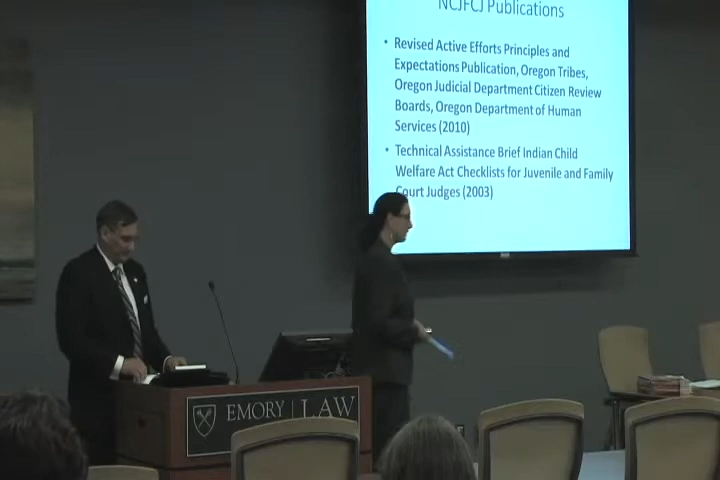 NCJFCJ Publications
• Revised Active Efforts Principles and
Expectations Publication, Oregon Tribes,
Oregon Judicial Department Citizen Review
Boards, Oregon Department of Human
Services (2010)
• Technical Assistance Brief Indian Child
Welfare Act Checklists for Juvenile and Family
Court Judges (2003)
EMORY | LAW